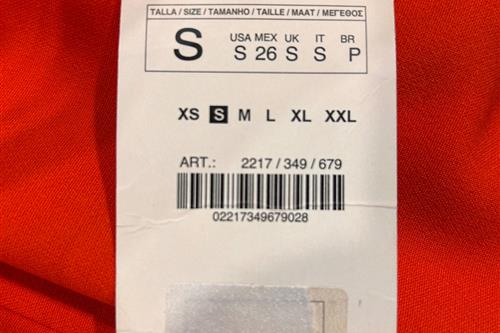 TALLA / SIZE / TAMANHO / TAILLE / MAAT / ΜΕΓΕΘΟΣ
S
USA MEX UK IT BR
S 26 S S P
XS S M L XL XXL
ART.: 2217 / 349 / 679
02217349679028